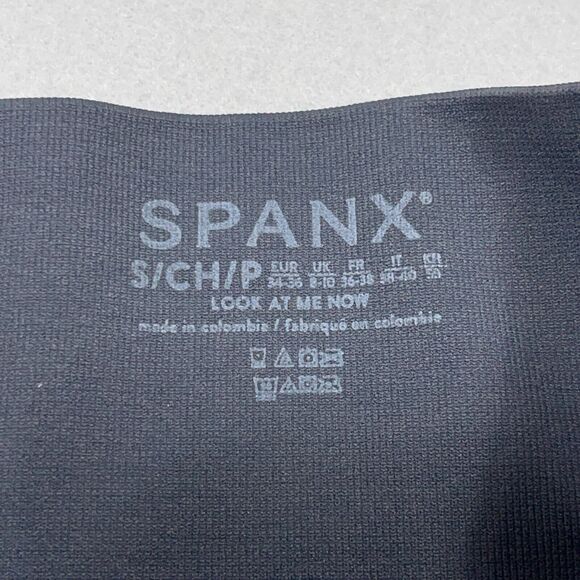 SPANX®
S/CH/P EUR UK FR IT KR
34-36 8-10 36-38 38-40 55
LOOK AT ME NOW
made in colombia / fabriqué en colombie